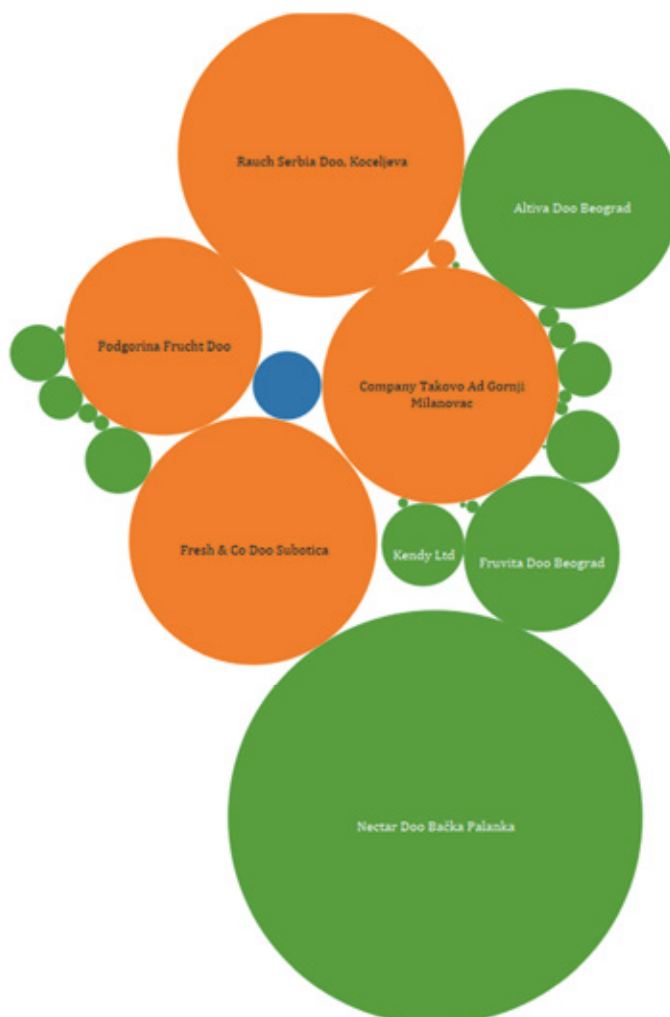 Rauch Serbia Doo, Koceljeva
Altiva Doo Beograd
Podgorina Frucht Doo
Company Takovo Ad Gornji
Milanovac
Fresh & Co Doo Subotica
Kendy Ltd
Fruvita Doo Beograd
Nectar Doo Bačka Palanka